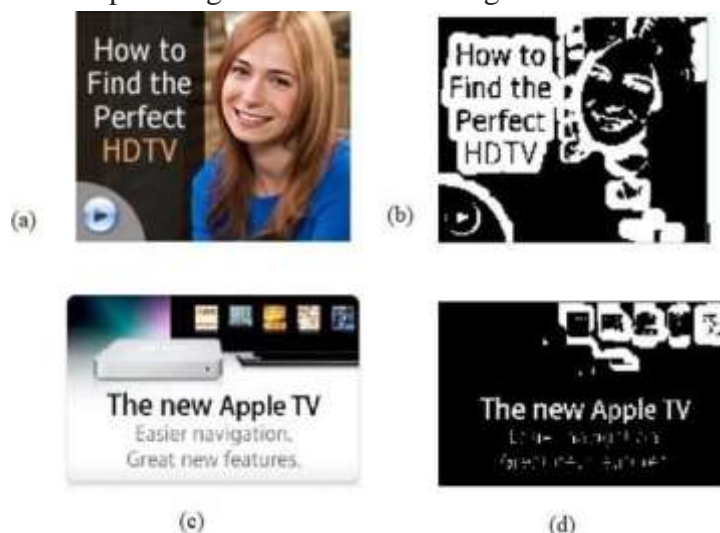 How to
Find the
Perfect
HDTV
(a)
How to
Find the
Perfect
HDTV
(b)
The new Apple TV
Easier navigation.
Great new features.
(c)
The new Apple TV
(d)